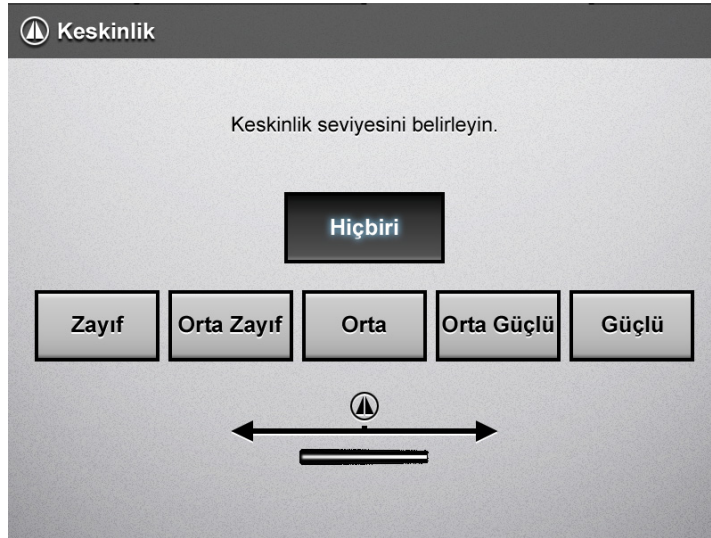 Keskinlik
Keskinlik seviyesini belirleyin.
Hiçbiri
Zayıf Orta Zayıf Orta Orta Güçlü Güçlü